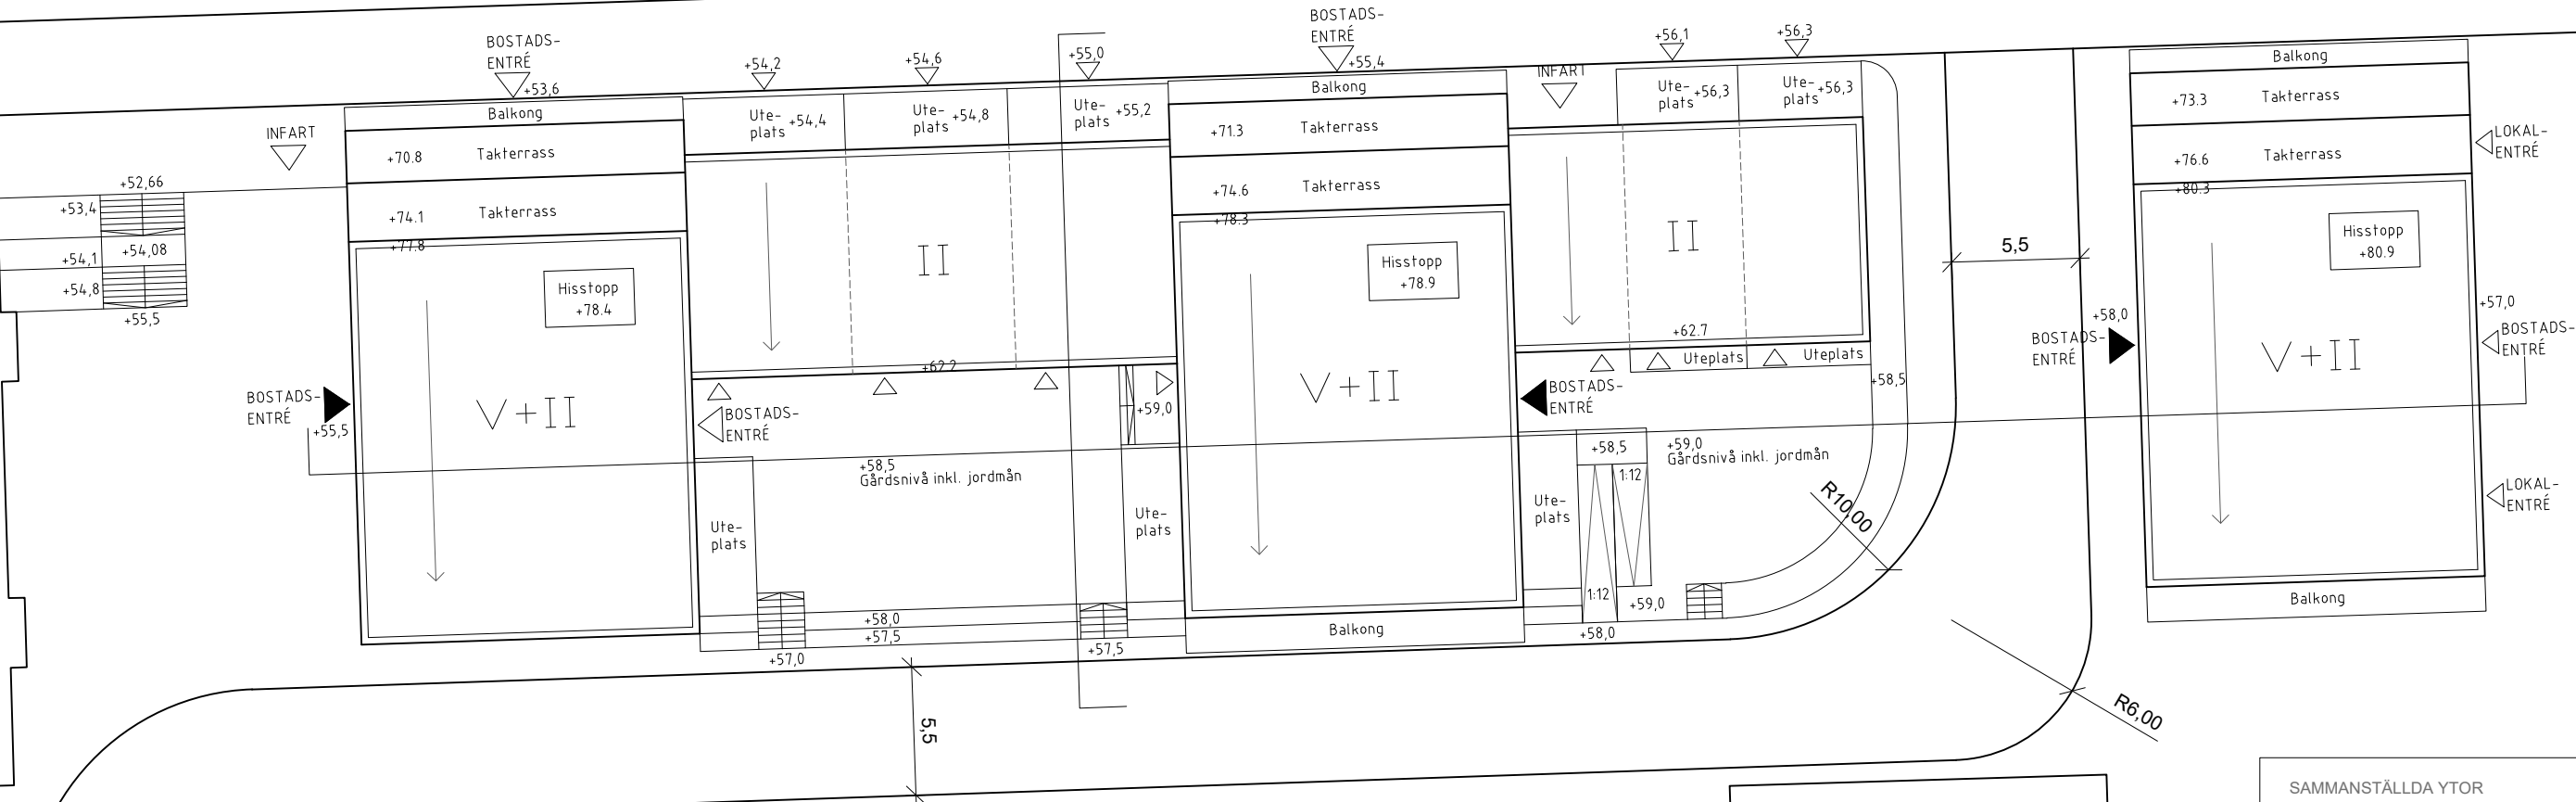 BOSTADS-
ENTRÉ
+53,6
+54,2
+54,6
+55,0
BOSTADS-
ENTRÉ
+55,4
INFART
+56,1
+56,3
INFART
Balkong
+70.8 Takterrass
+74.1 Takterrass
+77.8
Hisstopp
+78.4
V+II
BOSTADS-
ENTRÉ
+55,5
+52,66
+53,4
+54,08
+54,1
+54,8
+55,5
Ute-
plats +54,4
Ute-
plats +54,8
Ute-
plats +55,2
II
+62.2
BOSTADS-
ENTRÉ
+59,0
+58,5
Gårdsnivå inkl. jordmån
Ute-
plats
Ute-
plats
+58,0
+57,5
+57,0
+57,5
5,5
Balkong
+71.3 Takterrass
+74.6 Takterrass
+78.3
Hisstopp
+78.9
V+II
Balkong
Ute-
plats +56,3
Ute-
plats +56,3
II
+62.7
Uteplats
Uteplats
BOSTADS-
ENTRÉ
+58,5
+58,5
1:12
+59,0
Gårdsnivå inkl. jordmån
Ute-
plats
1:12
+59,0
+58,0
R10,00
5,5
R6,00
Balkong
+73.3 Takterrass
+76.6 Takterrass
+80.3
Hisstopp
+80.9
V+II
Balkong
+58,0
BOSTADS-
ENTRÉ
LOKAL-
ENTRÉ
+57,0
BOSTADS-
ENTRÉ
LOKAL-
ENTRÉ
SAMMANSTÄLLDA YTOR